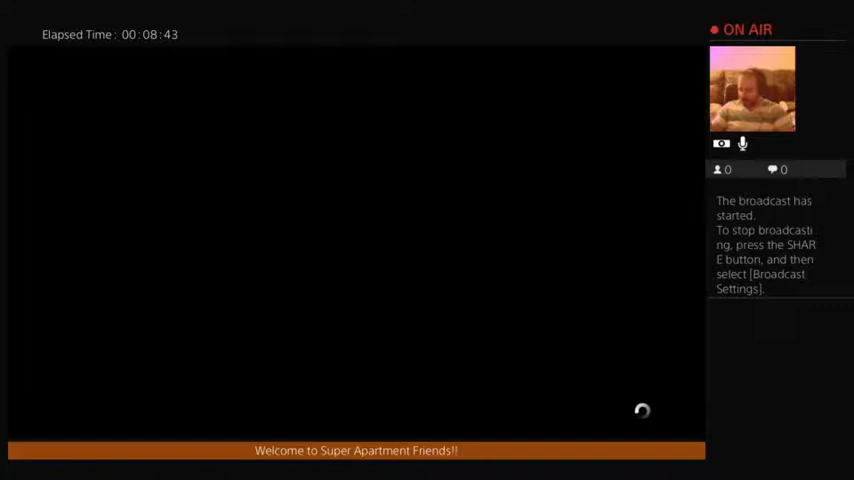 Elapsed Time : 00:08:43
ON AIR
0 0
The broadcast has
started.
To stop broadcasti
ng, press the SHAR
E button, and then
select [Broadcast
Settings].
Welcome to Super Apartment Friends!!